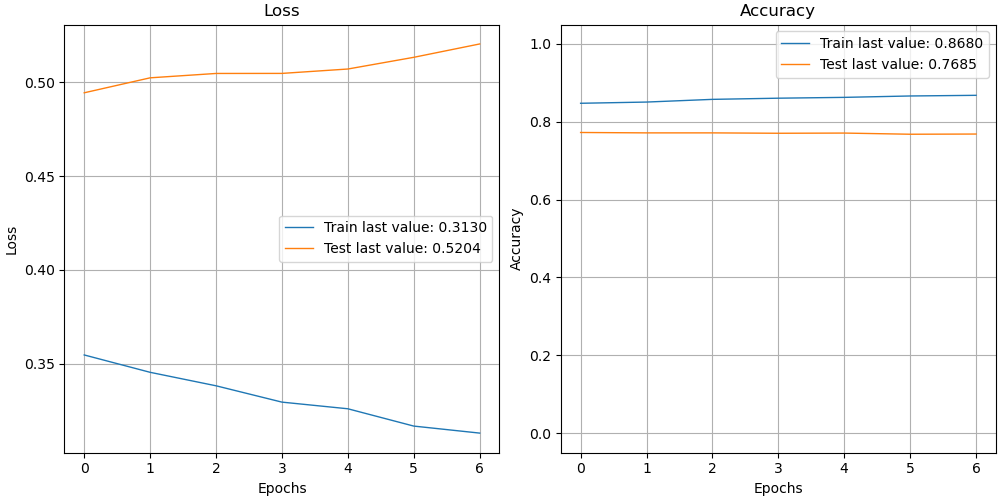 Loss
0.50
0.45
0.40
0.35
Loss
Train last value: 0.3130
Test last value: 0.5204
0 1 2 3 4 5 6
Epochs
Accuracy
1.0
0.8
0.6
0.4
0.2
0.0
Accuracy
Train last value: 0.8680
Test last value: 0.7685
0 1 2 3 4 5 6
Epochs